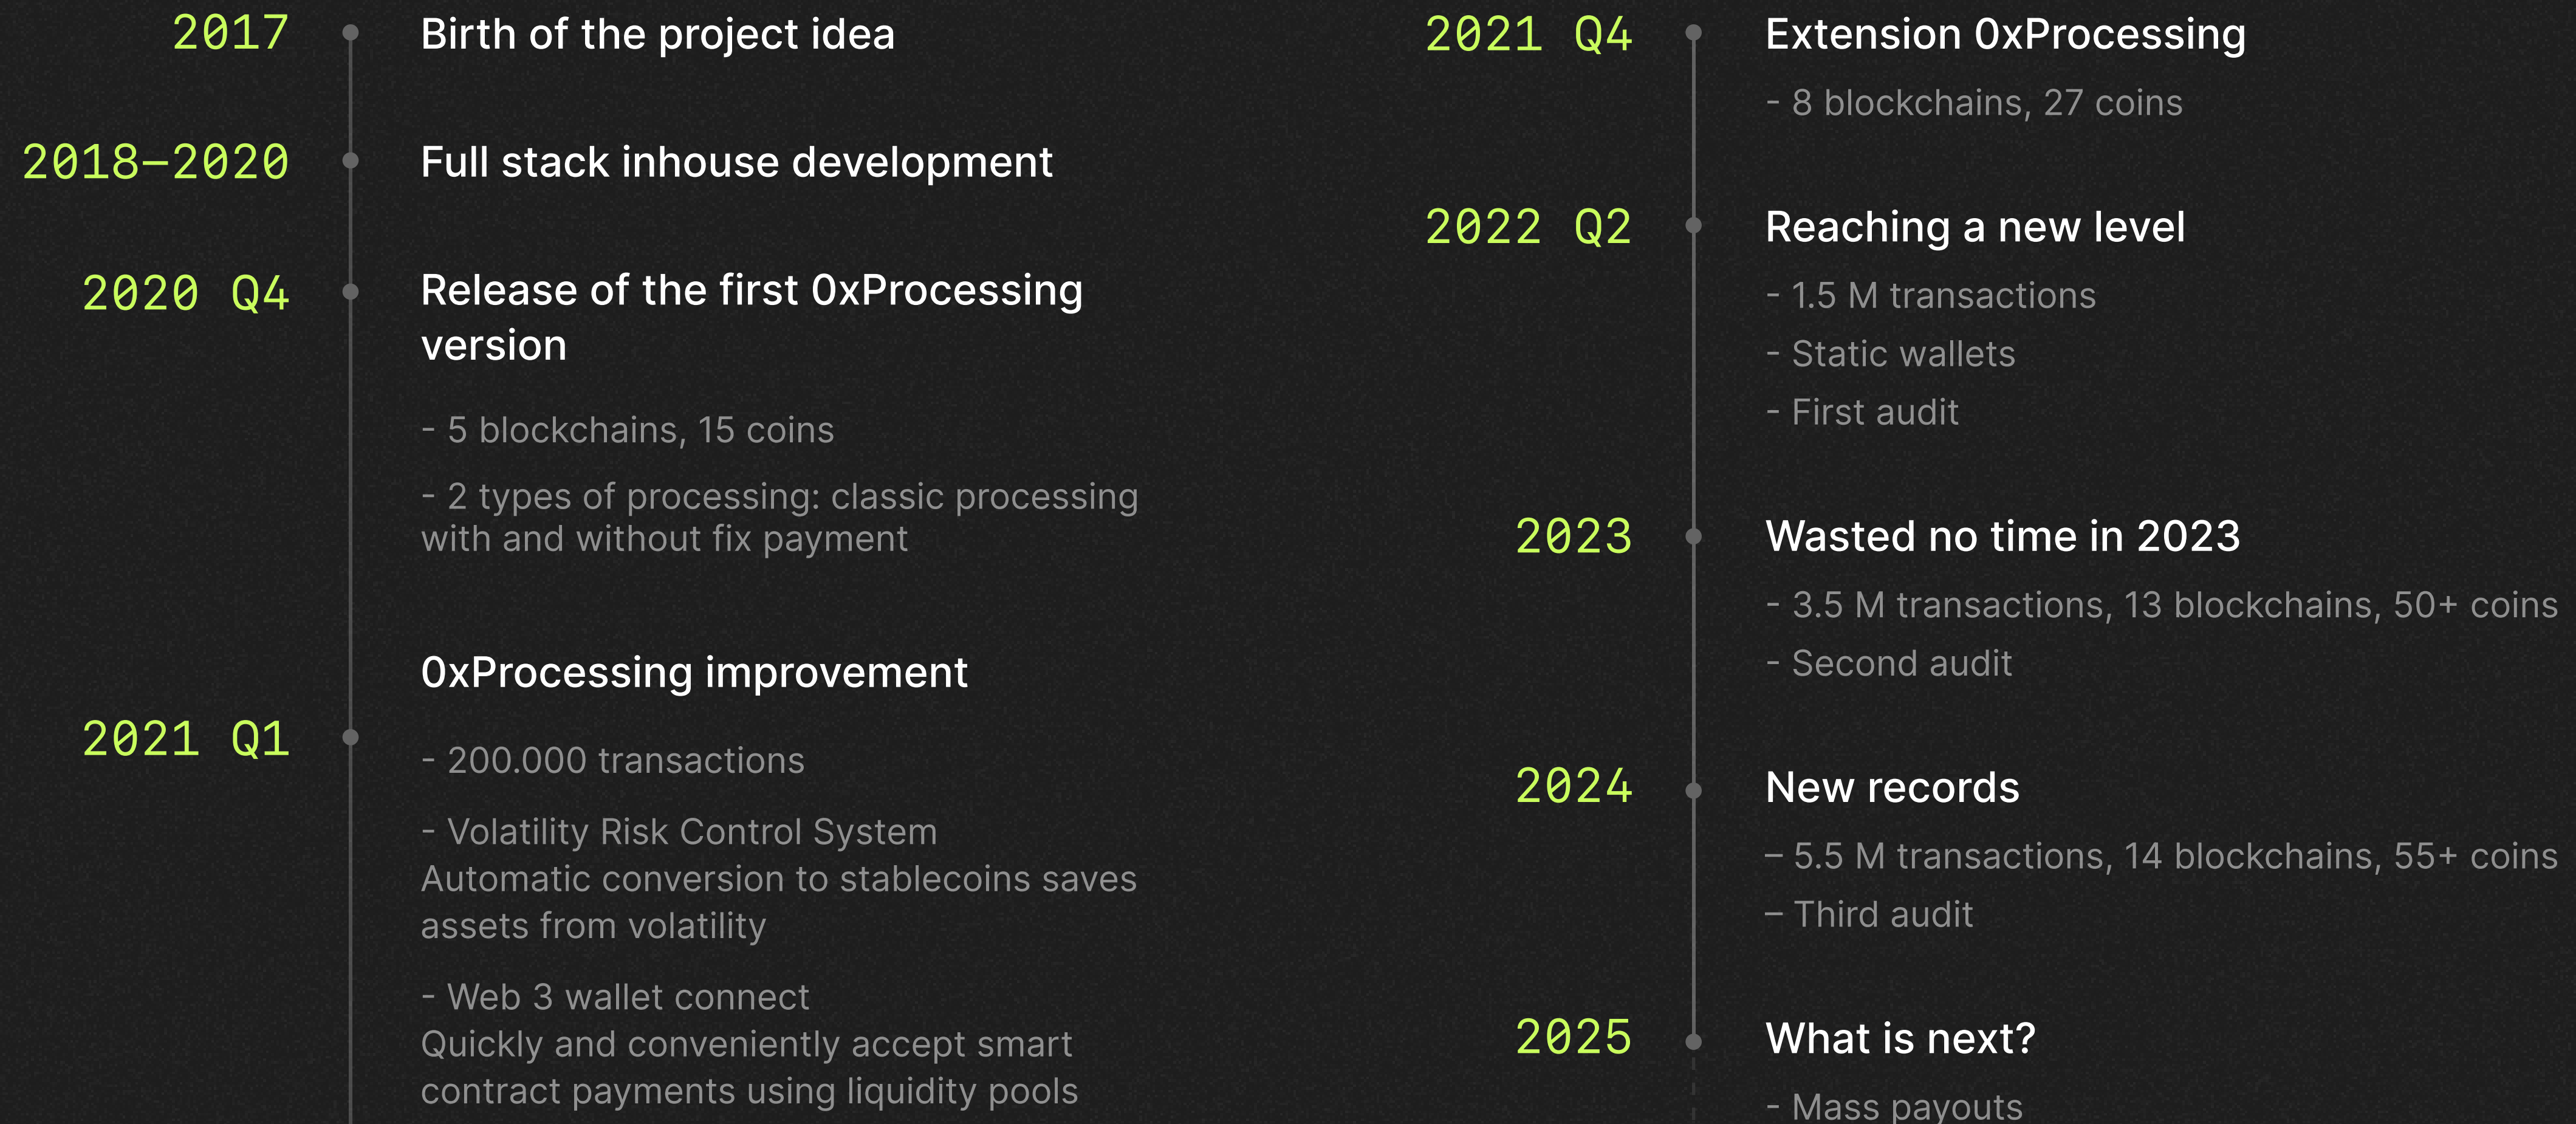 2017
Birth of the project idea
2018–2020
Full stack inhouse development
2020 Q4
Release of the first 0xProcessing
version
- 5 blockchains, 15 coins
- 2 types of processing: classic processing
with and without fix payment
2021 Q1
0xProcessing improvement
- 200.000 transactions
- Volatility Risk Control System
Automatic conversion to stablecoins saves
assets from volatility
- Web 3 wallet connect
Quickly and conveniently accept smart
contract payments using liquidity pools
2021 Q4
Extension 0xProcessing
- 8 blockchains, 27 coins
2022 Q2
Reaching a new level
- 1.5 M transactions
- Static wallets
- First audit
2023
Wasted no time in 2023
- 3.5 M transactions, 13 blockchains, 50+ coins
- Second audit
2024
New records
– 5.5 M transactions, 14 blockchains, 55+ coins
– Third audit
2025
What is next?
- Mass payouts